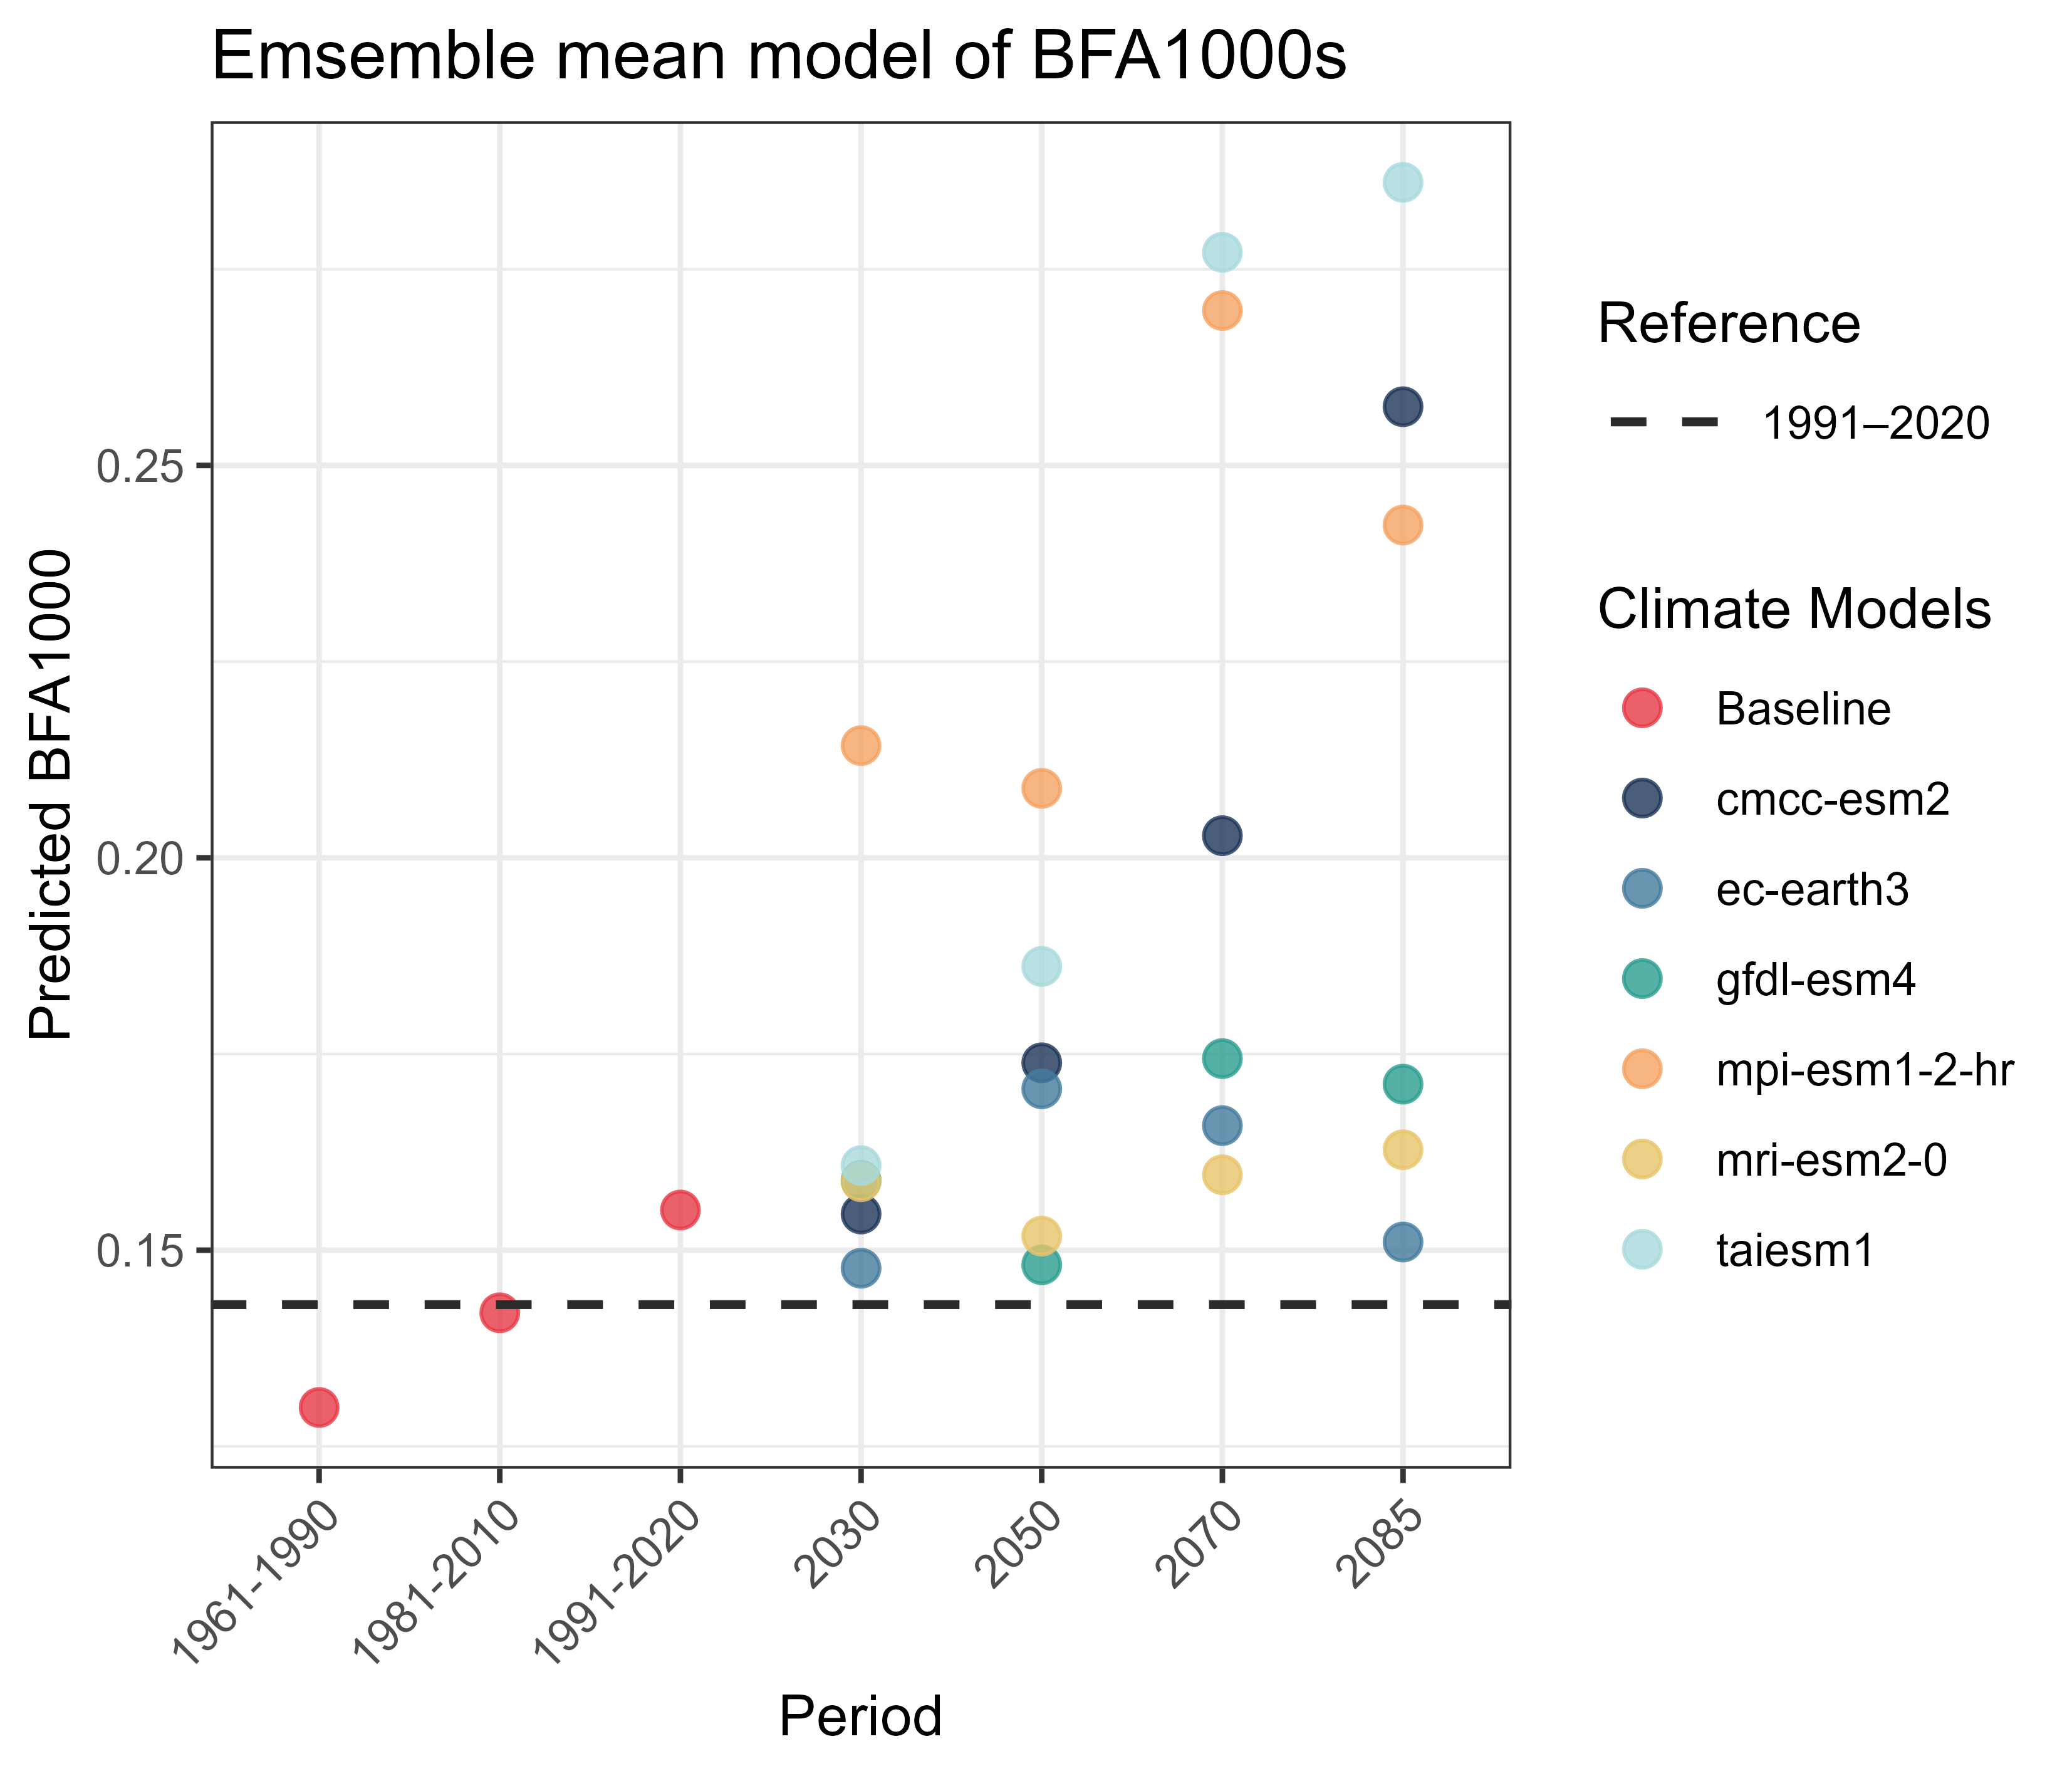 Emsemble mean model of BFA1000s
Predicted BFA1000
0.25
0.20
0.15
1961-1990
1981-2010
1991-2020
2030
2050
2070
2085
Period
Reference
1991–2020
Climate Models
Baseline
cmcc-esm2
ec-earth3
gfdl-esm4
mpi-esm1-2-hr
mri-esm2-0
taiesm1